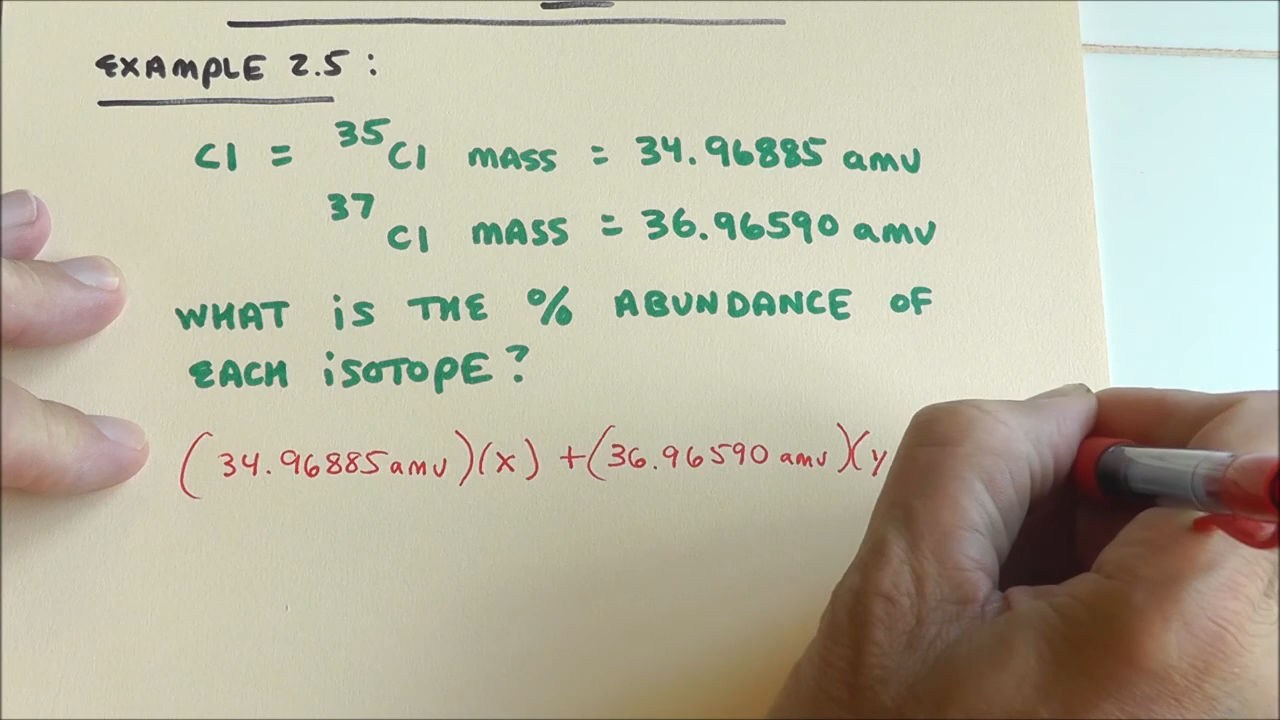 EXAMPLE 2.5:
Cl = ³⁵Cl MASS = 34.96885 amu
³⁷Cl MASS = 36.96590 amu
WHAT iS THE % ABUNDANCE OF
EACH iSOTOPE?
(34.96885 amu)(x) + (36.96590 amu)(y